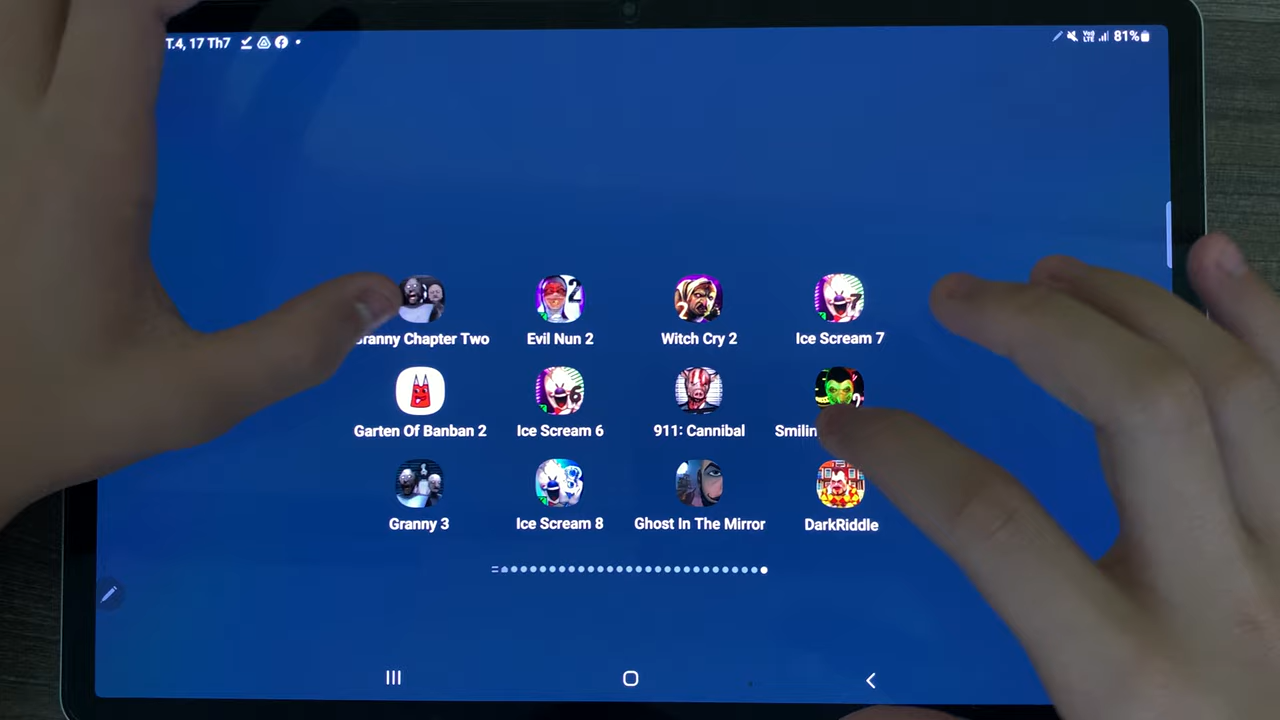 T.4, 17 Th7
81%
ranny Chapter Two
Evil Nun 2
Witch Cry 2
Ice Scream 7
Garten Of Banban 2
Ice Scream 6
911: Cannibal
Smilin
Granny 3
Ice Scream 8
Ghost In The Mirror
DarkRiddle